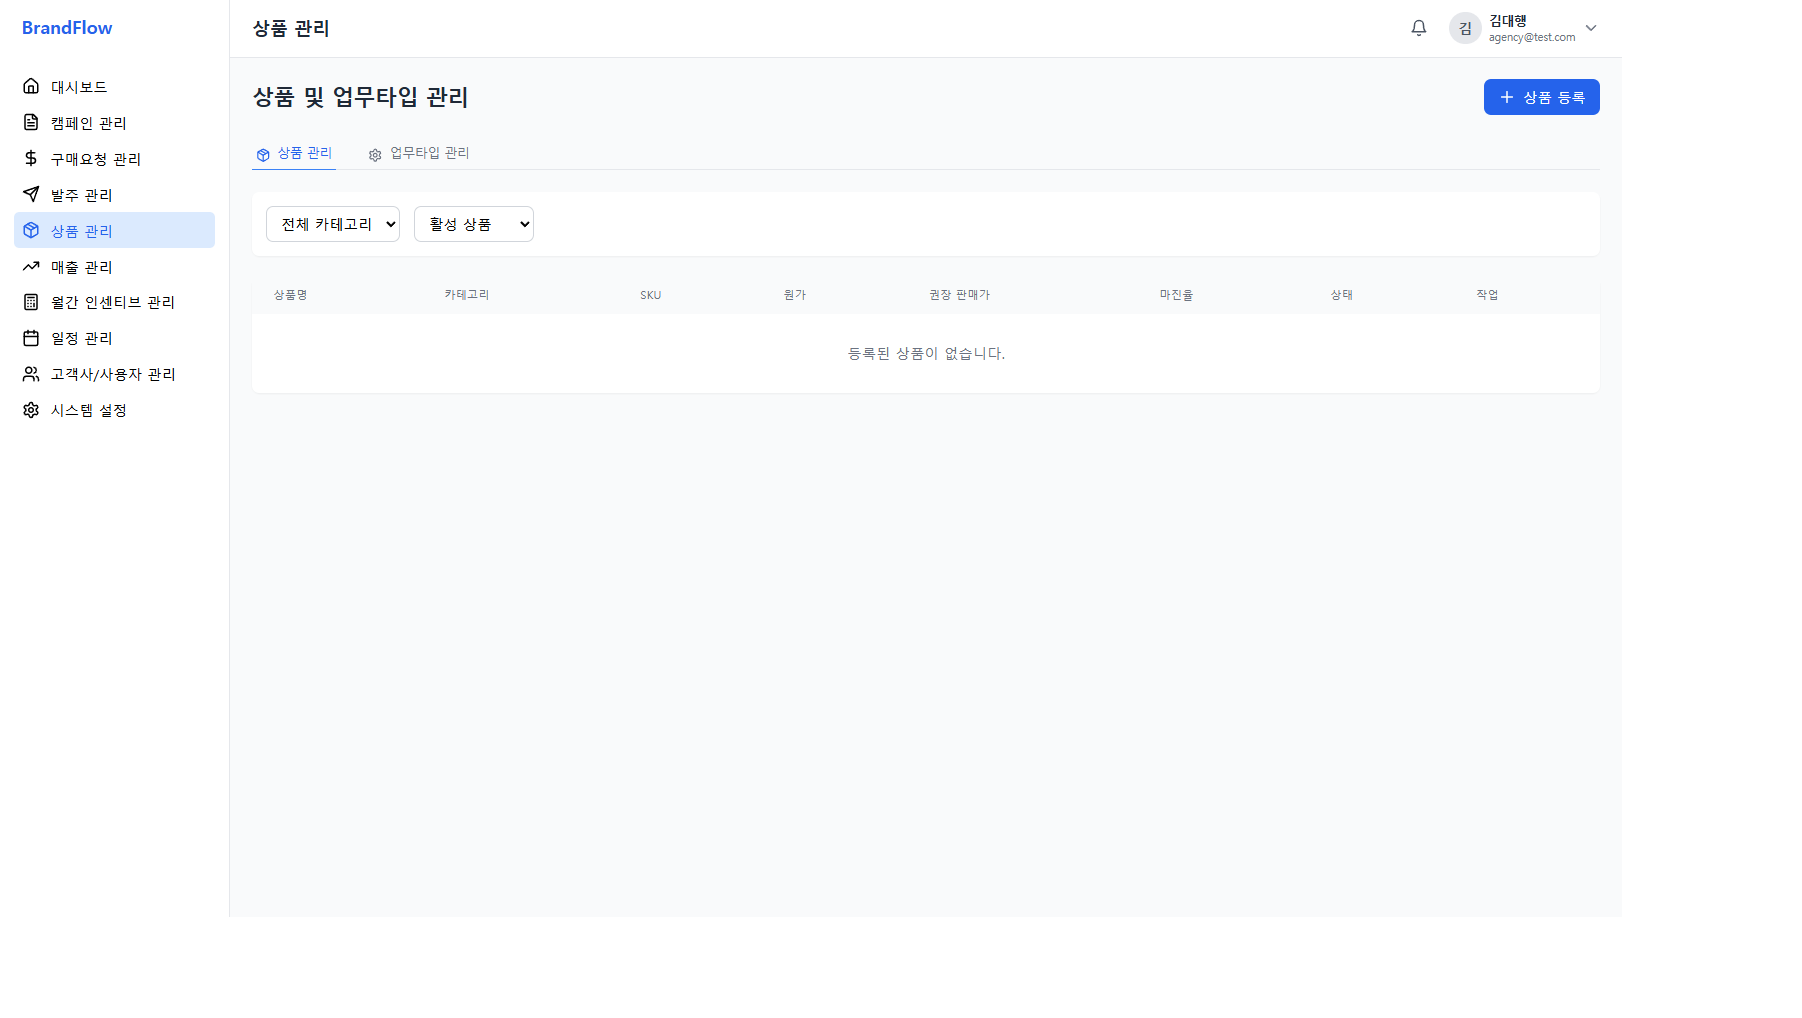 BrandFlow
대시보드
캠페인 관리
구매요청 관리
발주 관리
상품 관리
매출 관리
월간 인센티브 관리
일정 관리
고객사/사용자 관리
시스템 설정
상품 관리
김
김대행
agency@test.com
상품 및 업무타입 관리
상품 등록
상품 관리
업무타입 관리
전체 카테고리
활성 상품
상품명 카테고리 SKU 원가 권장 판매가 마진율 상태 작업
등록된 상품이 없습니다.